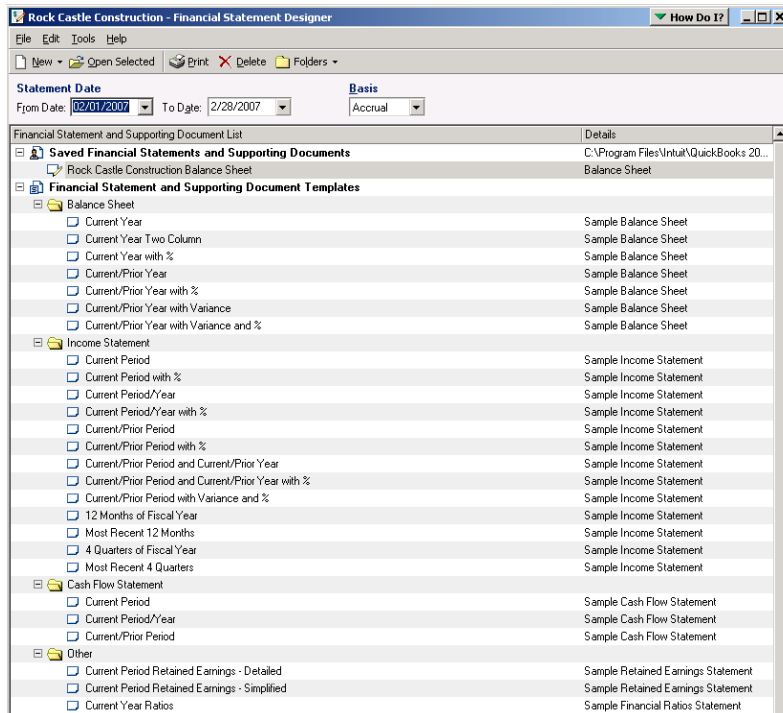 Rock Castle Construction - Financial Statement Designer How Do I?
File Edit Tools Help
New Open Selected Print Delete Folders
Statement Date Basis
From Date: 02/01/2007 To Date: 2/28/2007 Accrual
Financial Statement and Supporting Document List Details
Saved Financial Statements and Supporting Documents C:\Program Files\Intuit\QuickBooks 20...
Rock Castle Construction Balance Sheet Balance Sheet
Financial Statement and Supporting Document Templates
Balance Sheet
Current Year Sample Balance Sheet
Current Year Two Column Sample Balance Sheet
Current Year with % Sample Balance Sheet
Current/Prior Year Sample Balance Sheet
Current/Prior Year with % Sample Balance Sheet
Current/Prior Year with Variance Sample Balance Sheet
Current/Prior Year with Variance and % Sample Balance Sheet
Income Statement
Current Period Sample Income Statement
Current Period with % Sample Income Statement
Current Period/Year Sample Income Statement
Current Period/Year with % Sample Income Statement
Current/Prior Period Sample Income Statement
Current/Prior Period with % Sample Income Statement
Current/Prior Period and Current/Prior Year Sample Income Statement
Current/Prior Period and Current/Prior Year with % Sample Income Statement
Current/Prior Period with Variance and % Sample Income Statement
12 Months of Fiscal Year Sample Income Statement
Most Recent 12 Months Sample Income Statement
4 Quarters of Fiscal Year Sample Income Statement
Most Recent 4 Quarters Sample Income Statement
Cash Flow Statement
Current Period Sample Cash Flow Statement
Current Period/Year Sample Cash Flow Statement
Current/Prior Period Sample Cash Flow Statement
Other
Current Period Retained Earnings - Detailed Sample Retained Earnings Statement
Current Period Retained Earnings - Simplified Sample Retained Earnings Statement
Current Year Ratios Sample Financial Ratios Statement